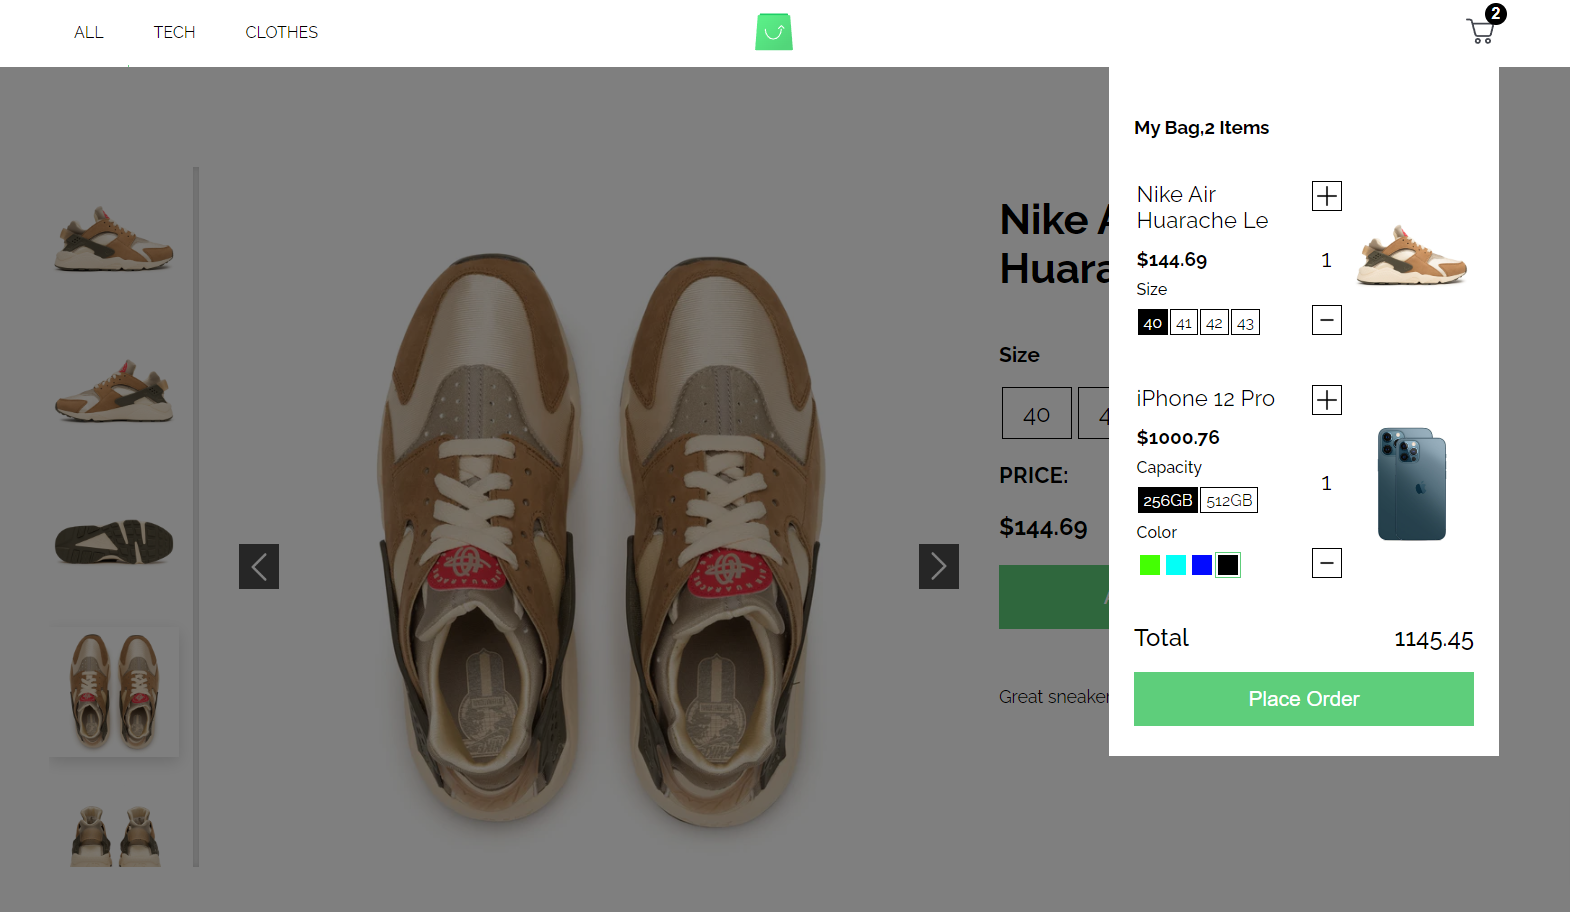 ALL TECH CLOTHES
2
My Bag,2 Items
Nike Air
Huarache Le
$144.69
Size
40 41 42 43
1
iPhone 12 Pro
$1000.76
Capacity
256GB 512GB
Color
1
Total 1145.45
Place Order
Nike A
Huara
Size
40 4
PRICE:
$144.69
Great sneaker